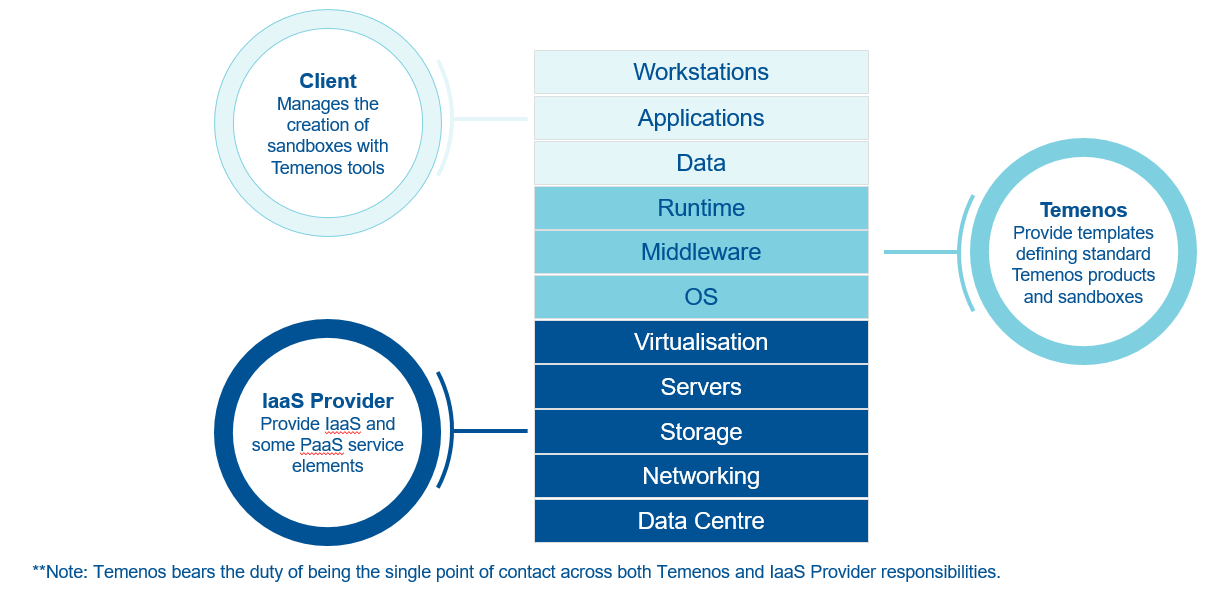 Client
Manages the
creation of
sandboxes with
Temenos tools
Workstations
Applications
Data
Runtime
Middleware
OS
Virtualisation
Servers
Storage
Networking
Data Centre
Temenos
Provide templates
defining standard
Temenos products
and sandboxes
IaaS Provider
Provide IaaS and
some PaaS service
elements
**Note: Temenos bears the duty of being the single point of contact across both Temenos and IaaS Provider responsibilities.